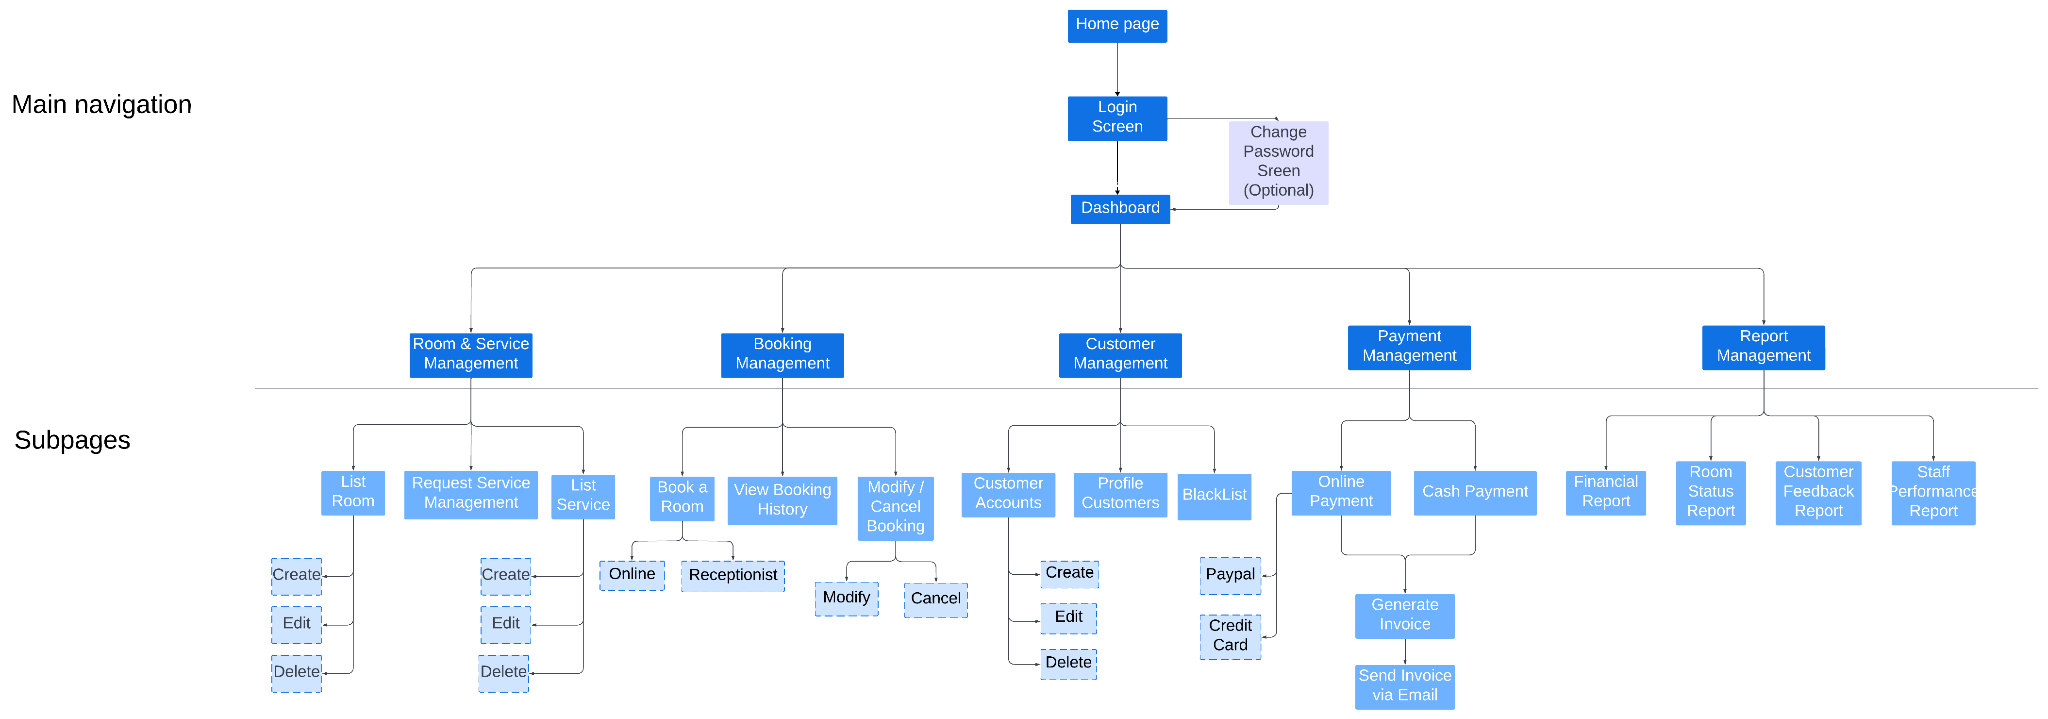 Home page
Main navigation
Login
Screen
Change
Password
Sreen
(Optional)
Dashboard
Room & Service
Management
Booking
Management
Customer
Management
Payment
Management
Report
Management
Subpages
List
Room
Request Service
Management
List
Service
Book a
Room
View Booking
History
Modify /
Cancel
Booking
Customer
Accounts
Profile
Customers
BlackList
Online
Payment
Cash Payment
Financial
Report
Room
Status
Report
Customer
Feedback
Report
Staff
Performance
Report
Create
Edit
Delete
Create
Edit
Delete
Online
Receptionist
Modify
Cancel
Create
Edit
Delete
Paypal
Credit
Card
Generate
Invoice
Send Invoice
via Email